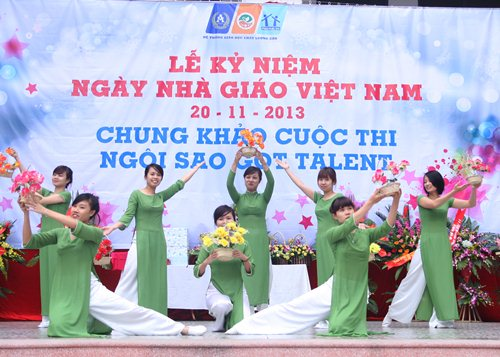 LỄ KỶ NIỆM
NGÀY NHÀ GIÁO VIỆT NAM
20 - 11 - 2013
CHUNG KHẢO CUỘC THI
NGÔI SAO GOT TALENT